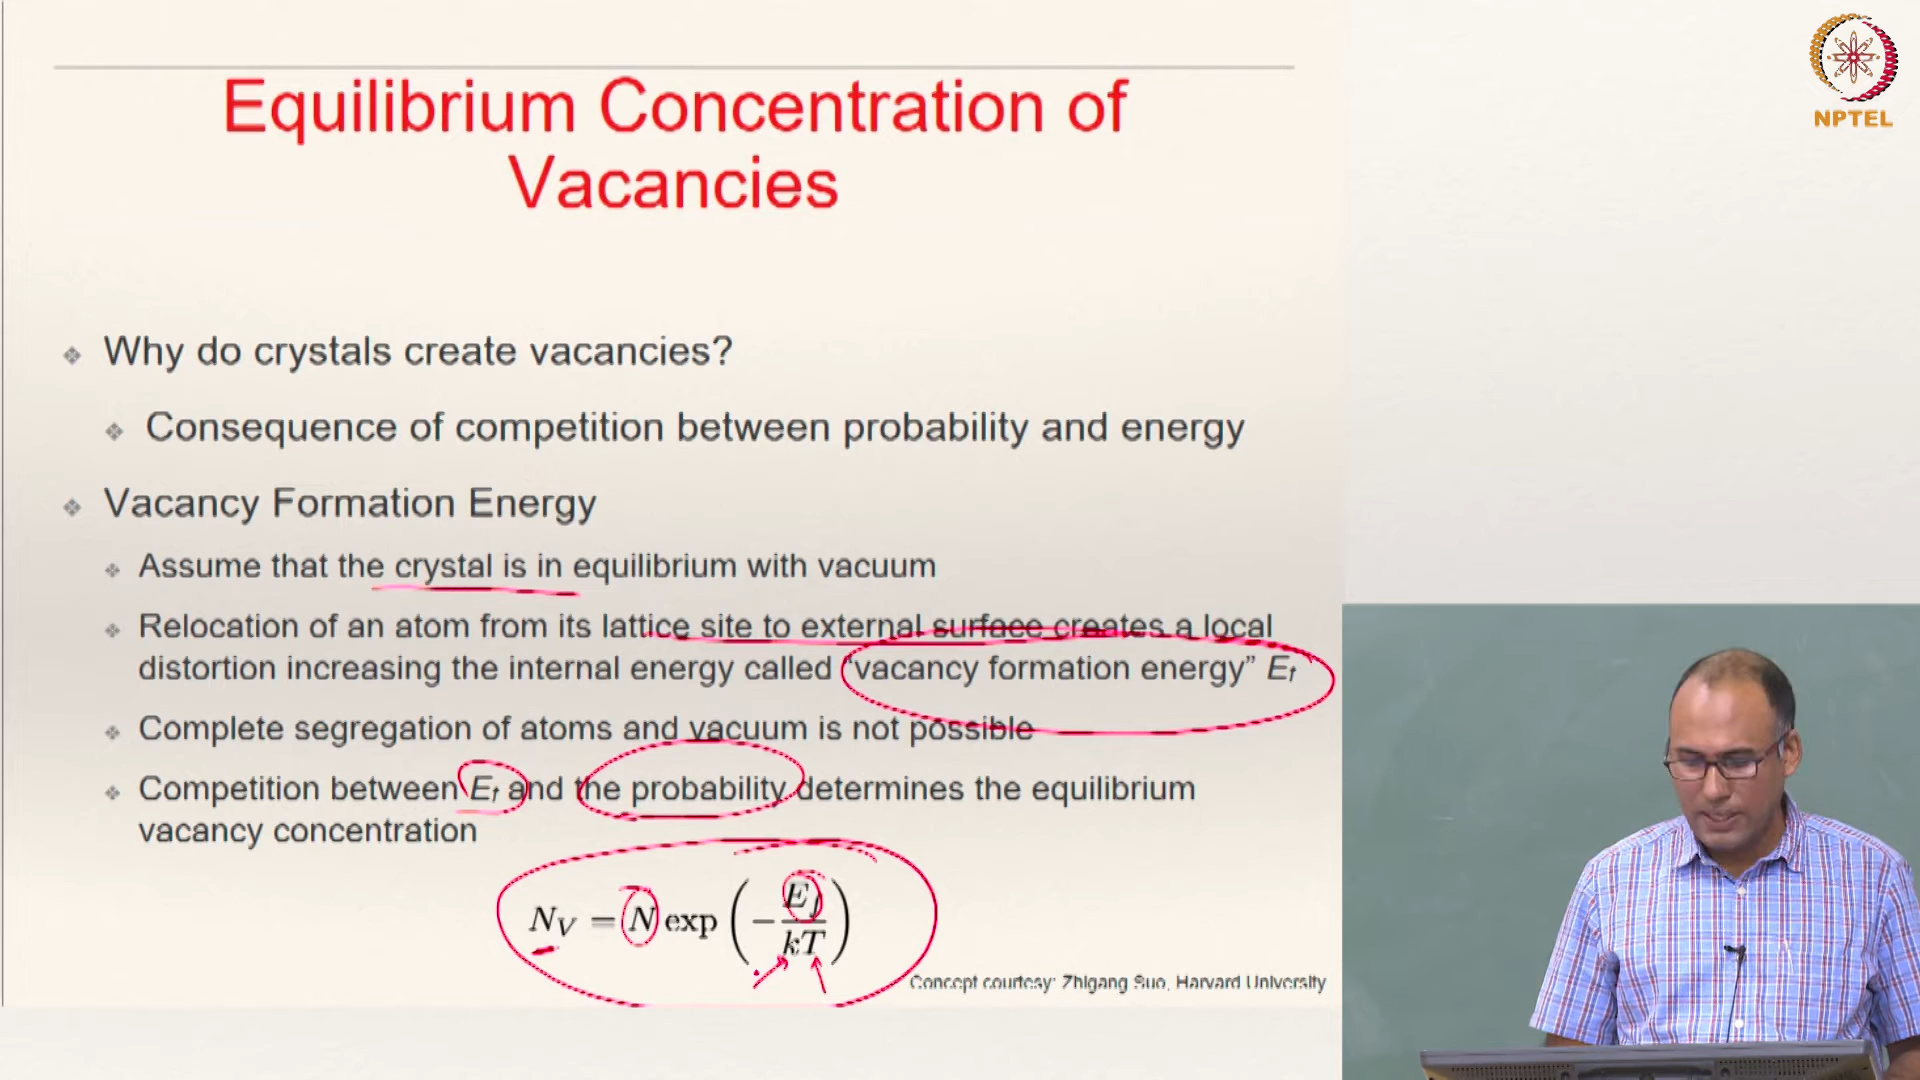 NPTEL
Equilibrium Concentration of
Vacancies
❖ Why do crystals create vacancies?
❖ Consequence of competition between probability and energy
❖ Vacancy Formation Energy
❖ Assume that the crystal is in equilibrium with vacuum
❖ Relocation of an atom from its lattice site to external surface creates a local
distortion increasing the internal energy called “vacancy formation energy” Ef
❖ Complete segregation of atoms and vacuum is not possible
❖ Competition between Ef and the probability determines the equilibrium
vacancy concentration
N_V = N exp(−E_f/kT)
Concept courtesy: Zhigang Suo, Harvard University